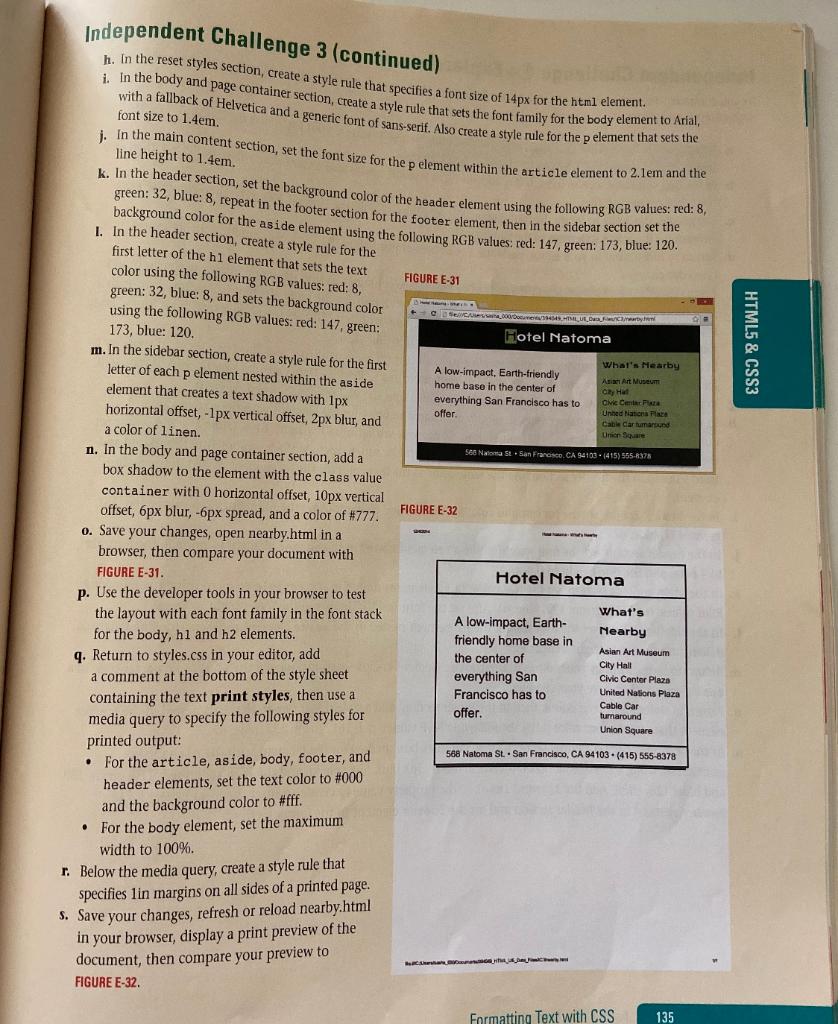 Independent Challenge 3 (continued)
h. In the reset styles section, create a style rule that specifies a font size of 14px for the html element.
i. In the body and page container section, create a style rule that sets the font family for the body element to Arial,
with a fallback of Helvetica and a generic font of sans-serif. Also create a style rule for the p element that sets the
font size to 1.4em.
j. In the main content section, set the font size for the p element within the article element to 2.1em and the
line height to 1.4em.
k. In the header section, set the background color of the header element using the following RGB values: red: 8,
green: 32, blue: 8, repeat in the footer section for the footer element, then in the sidebar section set the
background color for the aside element using the following RGB values: red: 147, green: 173, blue: 120.
l. In the header section, create a style rule for the
first letter of the h1 element that sets the text
color using the following RGB values: red: 8,
green: 32, blue: 8, and sets the background color
using the following RGB values: red: 147, green:
173, blue: 120.
m. In the sidebar section, create a style rule for the first
letter of each p element nested within the aside
element that creates a text shadow with 1px
horizontal offset, -1px vertical offset, 2px blur, and
a color of linen.
n. In the body and page container section, add a
box shadow to the element with the class value
container with 0 horizontal offset, 10px vertical
offset, 6px blur, -6px spread, and a color of #777.
o. Save your changes, open nearby.html in a
browser, then compare your document with
FIGURE E-31.
p. Use the developer tools in your browser to test
the layout with each font family in the font stack
for the body, h1 and h2 elements.
q. Return to styles.css in your editor, add
a comment at the bottom of the style sheet
containing the text print styles, then use a
media query to specify the following styles for
printed output:
• For the article, aside, body, footer, and
header elements, set the text color to #000
and the background color to #fff.
• For the body element, set the maximum
width to 100%.
r. Below the media query, create a style rule that
specifies 1in margins on all sides of a printed page.
s. Save your changes, refresh or reload nearby.html
in your browser, display a print preview of the
document, then compare your preview to
FIGURE E-32.
FIGURE E-31
Hotel Natoma
A low-impact, Earth-friendly
home base in the center of
everything San Francisco has to
offer.
What's Nearby
Asian Art Museum
City Hall
Civic Center Plaza
United Nations Plaza
Cable Car turnaround
Union Square
568 Natoma St. • San Francisco, CA 94103 • (415) 555-8378
FIGURE E-32
Hotel Natoma - What's Nearby
Hotel Natoma
A low-impact, Earth-
friendly home base in
the center of
everything San
Francisco has to
offer.
What's
Nearby
Asian Art Museum
City Hall
Civic Center Plaza
United Nations Plaza
Cable Car
turnaround
Union Square
568 Natoma St. • San Francisco, CA 94103 • (415) 555-8378
HTML5 & CSS3
Formatting Text with CSS
135